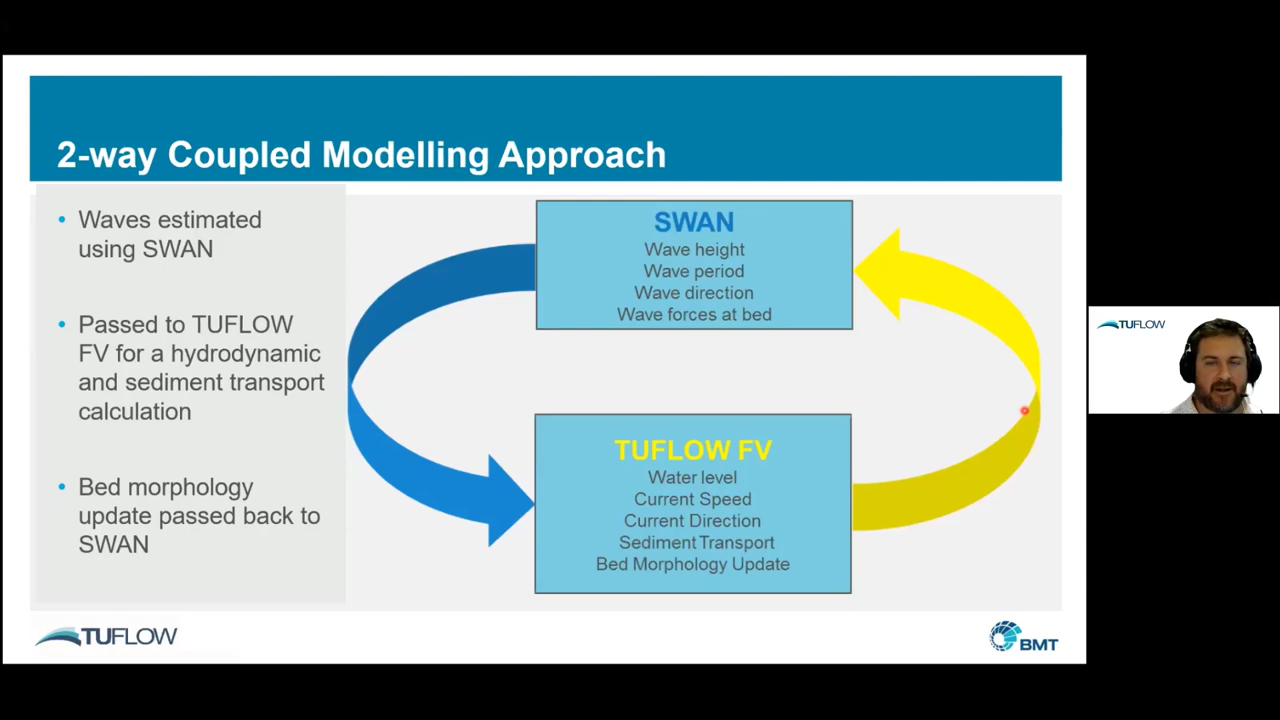 2-way Coupled Modelling Approach
• Waves estimated
using SWAN
• Passed to TUFLOW
FV for a hydrodynamic
and sediment transport
calculation
• Bed morphology
update passed back to
SWAN
SWAN
Wave height
Wave period
Wave direction
Wave forces at bed
TUFLOW FV
Water level
Current Speed
Current Direction
Sediment Transport
Bed Morphology Update
TUFLOW
BMT
TUFLOW